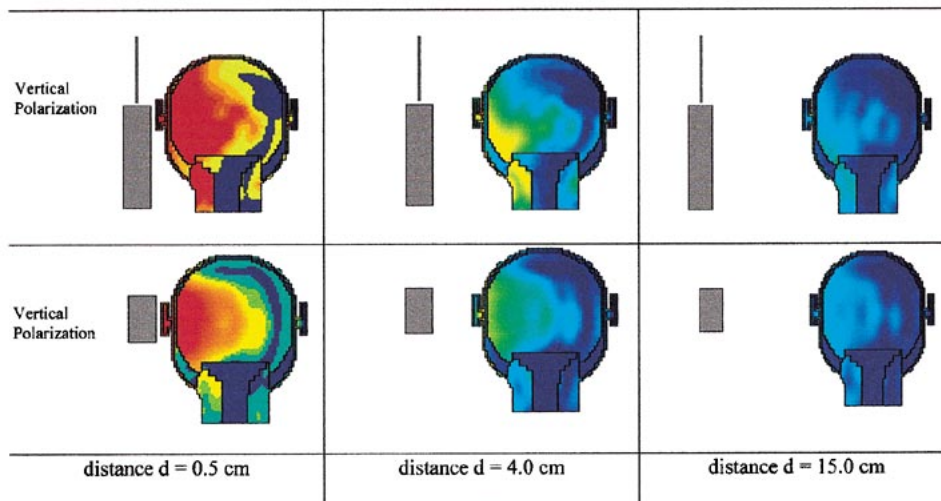 Vertical
Polarization
Vertical
Polarization
distance d = 0.5 cm
distance d = 4.0 cm
distance d = 15.0 cm